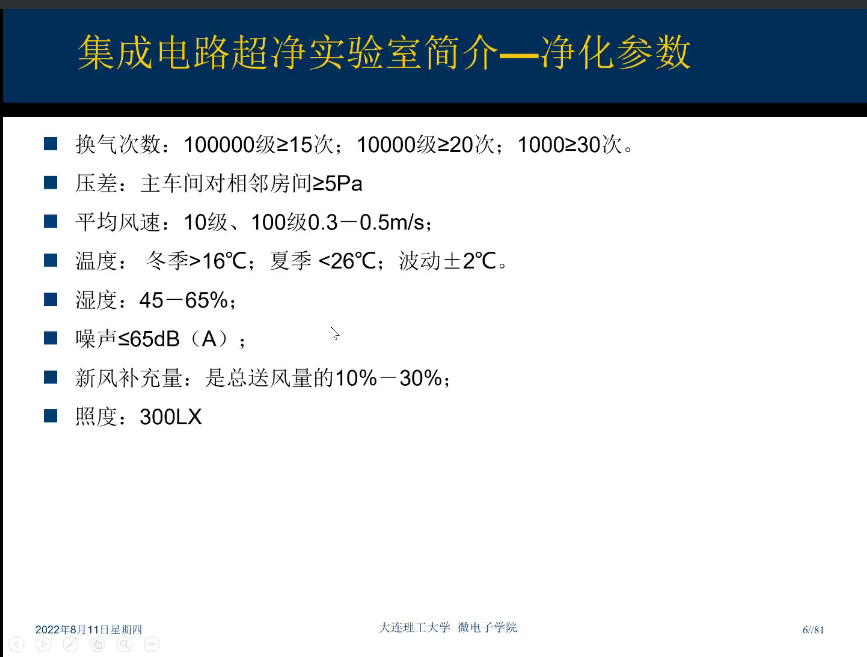 集成电路超净实验室简介—净化参数
换气次数：100000级≥15次；10000级≥20次；1000≥30次。
压差：主车间对相邻房间≥5Pa
平均风速：10级、100级0.3－0.5m/s；
温度： 冬季>16℃；夏季 <26℃；波动±2℃。
湿度：45－65%；
噪声≤65dB（A）；
新风补充量：是总送风量的10%－30%；
照度：300LX
2022年8月11日星期四
大连理工大学 微电子学院
6//81